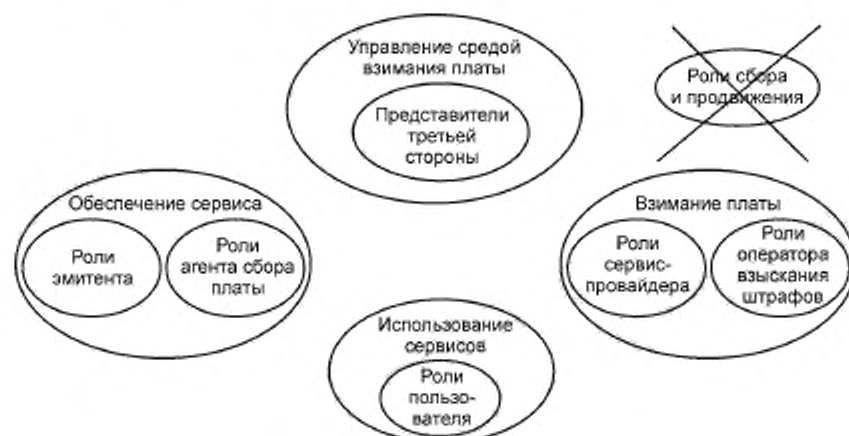 Управление средой
взимания платы
Представители
третьей
стороны
Роли сбора
и продвижения
Обеспечение сервиса
Роли
эмитента
Роли
агента сбора
платы
Взимание платы
Роли
сервис-
провайдера
Роли
оператора
взыскания
штрафов
Использование
сервисов
Роли
пользо-
вателя